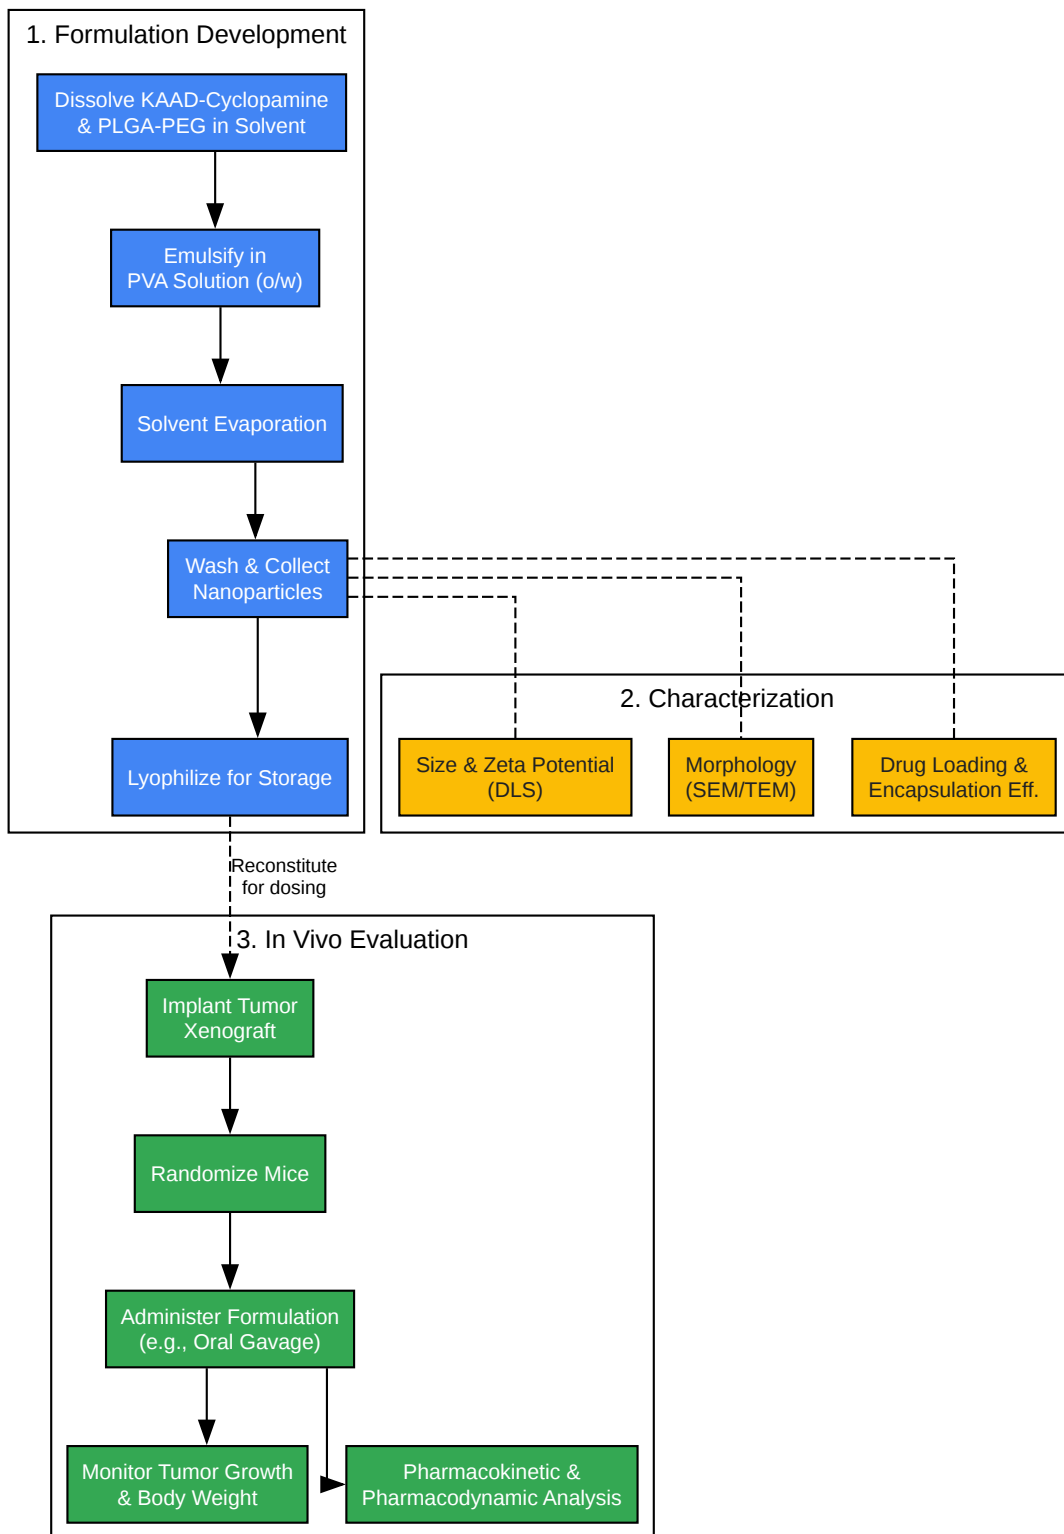 1. Formulation Development
Dissolve KAAD-Cyclopamine
& PLGA-PEG in Solvent
Emulsify in
PVA Solution (o/w)
Solvent Evaporation
Wash & Collect
Nanoparticles
Lyophilize for Storage
2. Characterization
Size & Zeta Potential
(DLS)
Morphology
(SEM/TEM)
Drug Loading &
Encapsulation Eff.
Reconstitute
for dosing
3. In Vivo Evaluation
Implant Tumor
Xenograft
Randomize Mice
Administer Formulation
(e.g., Oral Gavage)
Monitor Tumor Growth
& Body Weight
Pharmacokinetic &
Pharmacodynamic Analysis